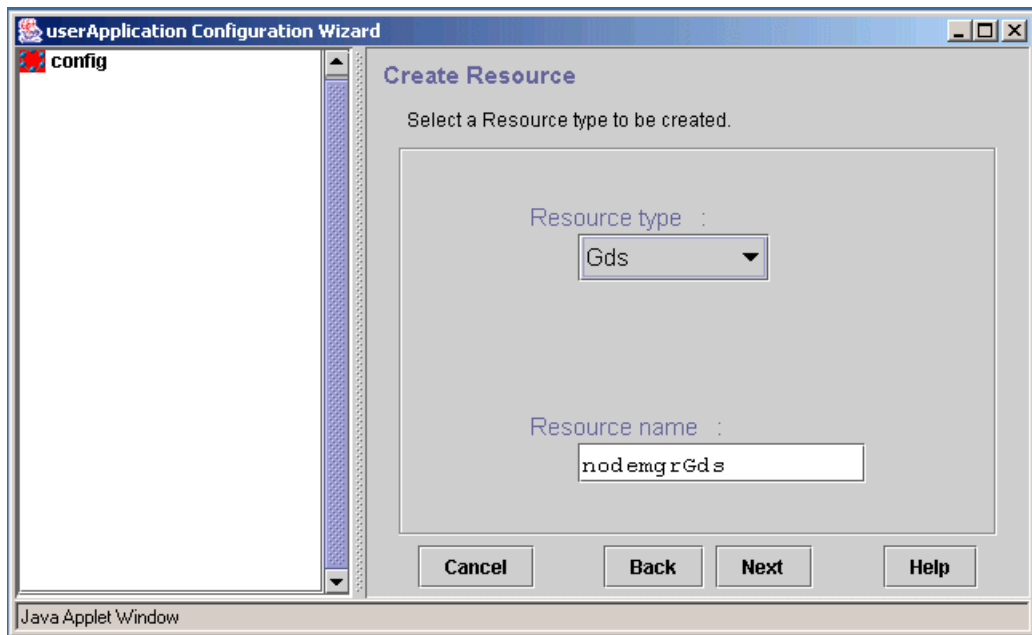 userApplication Configuration Wizard
config
Create Resource
Select a Resource type to be created.
Resource type :
Gds
Resource name :
nodemgrGds
Cancel Back Next Help
Java Applet Window